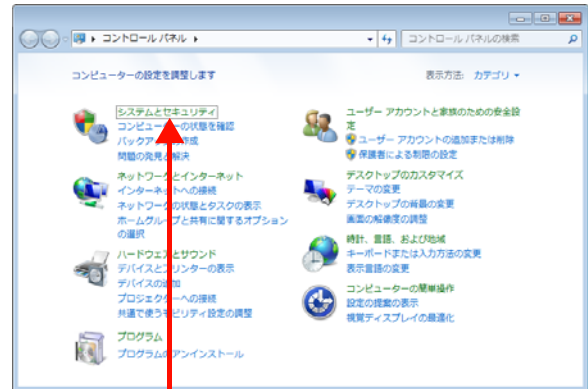 コントロール パネル
コントロール パネルの検索
コンピューターの設定を調整します
表示方法: カテゴリ
システムとセキュリティ
コンピューターの状態を確認
バックアップの作成
問題の発見と解決
ネットワークとインターネット
インターネットへの接続
ネットワークの状態とタスクの表示
ホームグループと共有に関するオプション
の選択
ハードウェアとサウンド
デバイスとプリンターの表示
デバイスの追加
プロジェクターへの接続
共通で使うモビリティ設定の調整
プログラム
プログラムのアンインストール
ユーザー アカウントと家族のための安全設
定
ユーザー アカウントの追加または削除
保護者による制限の設定
デスクトップのカスタマイズ
テーマの変更
デスクトップの背景の変更
画面の解像度の調整
時計、言語、および地域
キーボードまたは入力方法の変更
表示言語の変更
コンピューターの簡単操作
設定の提案の表示
視覚ディスプレイの最適化